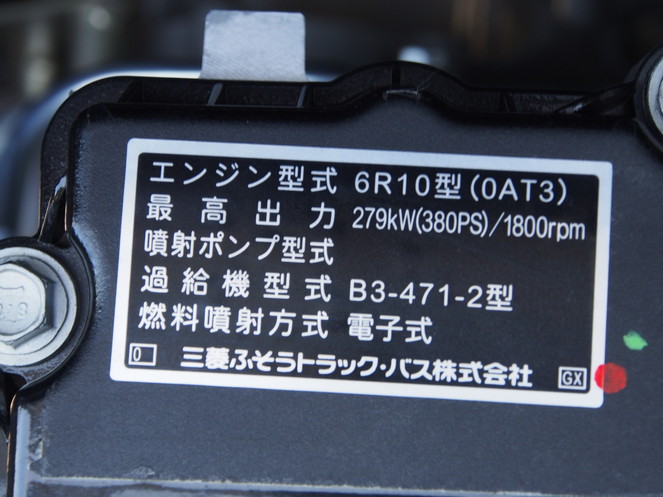 エンジン型式 6R10型(0AT3)
最高出力 279kW(380PS)/1800rpm
噴射ポンプ型式
過給機型式 B3-471-2型
燃料噴射方式 電子式
0 三菱ふそうトラック・バス株式会社 GX